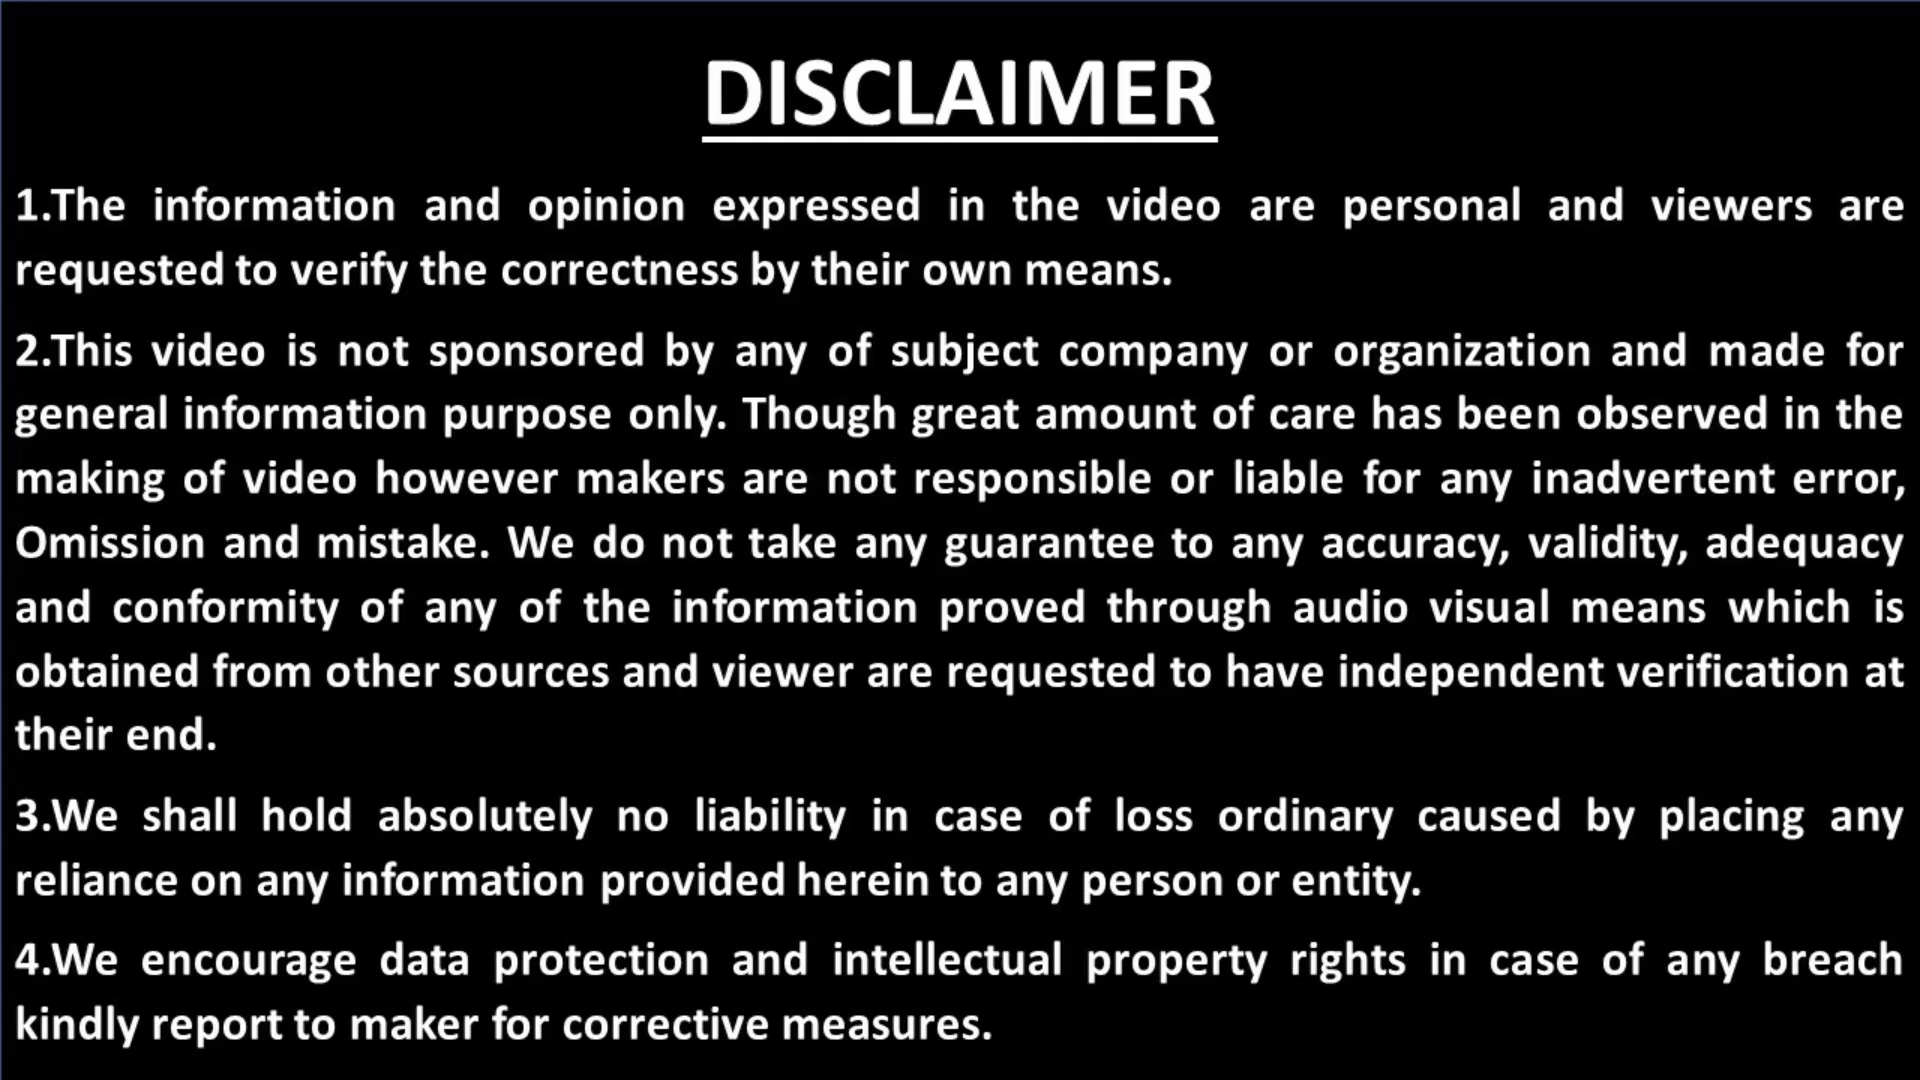 DISCLAIMER
1.The information and opinion expressed in the video are personal and viewers are
requested to verify the correctness by their own means.
2.This video is not sponsored by any of subject company or organization and made for
general information purpose only. Though great amount of care has been observed in the
making of video however makers are not responsible or liable for any inadvertent error,
Omission and mistake. We do not take any guarantee to any accuracy, validity, adequacy
and conformity of any of the information proved through audio visual means which is
obtained from other sources and viewer are requested to have independent verification at
their end.
3.We shall hold absolutely no liability in case of loss ordinary caused by placing any
reliance on any information provided herein to any person or entity.
4.We encourage data protection and intellectual property rights in case of any breach
kindly report to maker for corrective measures.